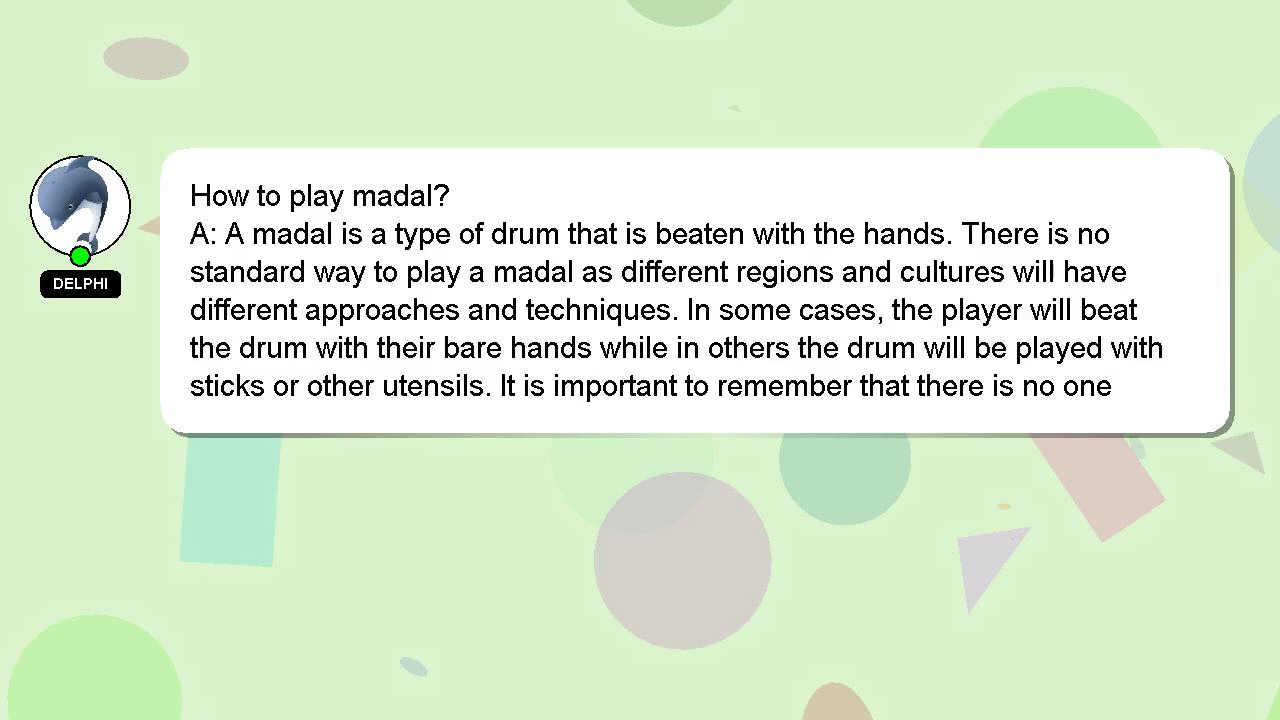 How to play madal?
A: A madal is a type of drum that is beaten with the hands. There is no
standard way to play a madal as different regions and cultures will have
different approaches and techniques. In some cases, the player will beat
the drum with their bare hands while in others the drum will be played with
sticks or other utensils. It is important to remember that there is no one
DELPHI